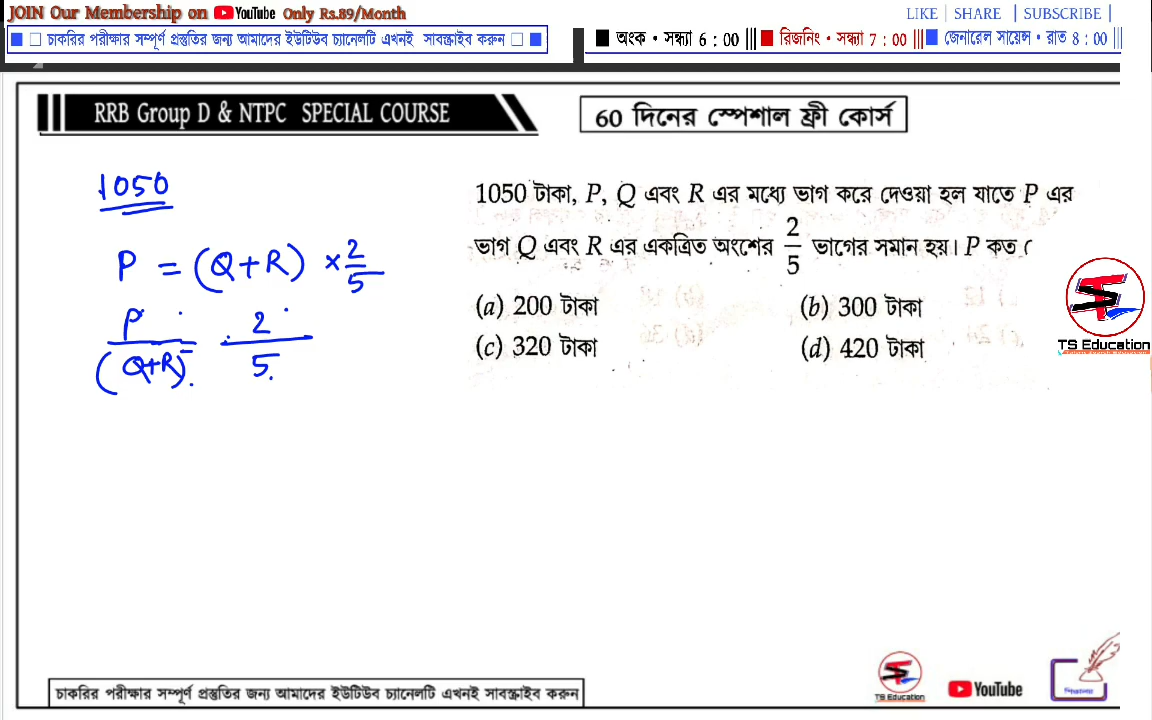 JOIN Our Membership on YouTube Only Rs.89/Month
LIKE | SHARE | SUBSCRIBE |
■ □ চাকরির পরীক্ষার সম্পূর্ণ প্রস্তুতির জন্য আমাদের ইউটিউব চ্যানেলটি এখনই সাবস্ক্রাইব করুন □ ■
■ অংক • সন্ধ্যা 6 : 00 ||| ■ রিজনিং • সন্ধ্যা 7 : 00 ||| ■ জেনারেল সায়েন্স • রাত 8 : 00 |||
RRB Group D & NTPC SPECIAL COURSE
60 দিনের স্পেশাল ফ্রী কোর্স
1050
P = (Q+R) × 2/5
P/(Q+R) 2/5
1050 টাকা, P, Q এবং R এর মধ্যে ভাগ করে দেওয়া হল যাতে P এর
ভাগ Q এবং R এর একত্রিত অংশের 2/5 ভাগের সমান হয়। P কত
(a) 200 টাকা (b) 300 টাকা
(c) 320 টাকা (d) 420 টাকা
TS Education
চাকরির পরীক্ষার সম্পূর্ণ প্রস্তুতির জন্য আমাদের ইউটিউব চ্যানেলটি এখনই সাবস্ক্রাইব করুন
TS Education
YouTube